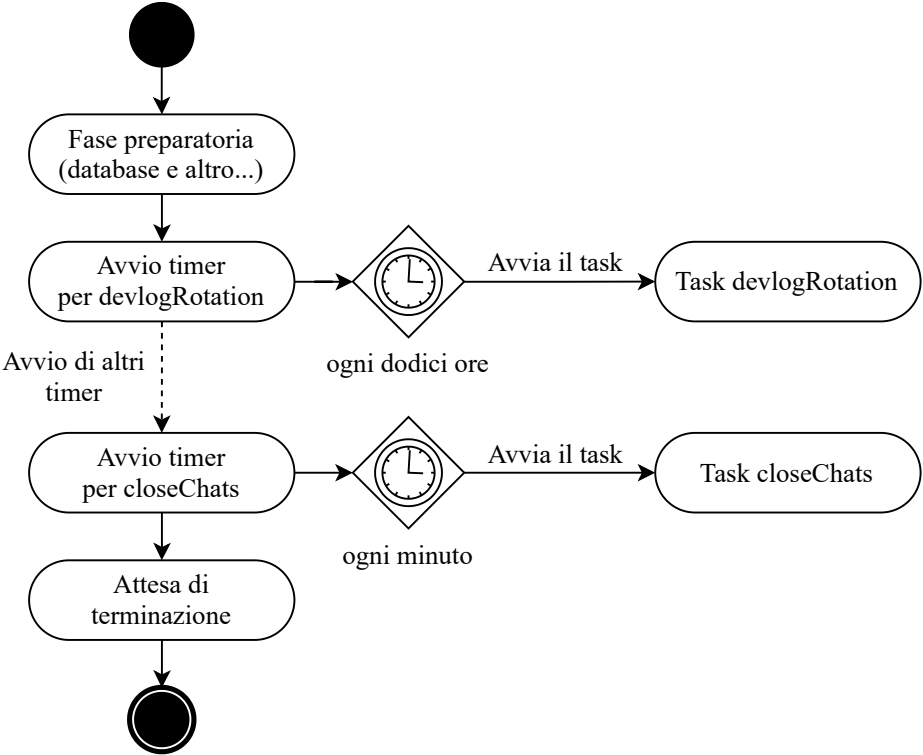 Fase preparatoria
(database e altro...)
Avvio timer
per devlogRotation
Avvia il task
Task devlogRotation
ogni dodici ore
Avvio di altri
timer
Avvio timer
per closeChats
Avvia il task
Task closeChats
ogni minuto
Attesa di
terminazione